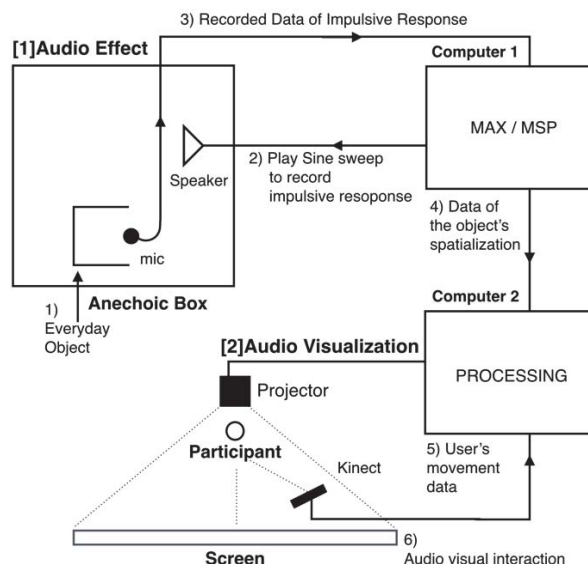 3) Recorded Data of Impulsive Response
[1]Audio Effect
Computer 1
MAX / MSP
Speaker
2) Play Sine sweep
to record
impulsive resoponse
mic
4) Data of
the object's
spatialization
1)
Everyday
Object
Anechoic Box
Computer 2
[2]Audio Visualization
PROCESSING
Projector
Participant
Kinect
5) User's
movement
data
Screen
6)
Audio visual interaction